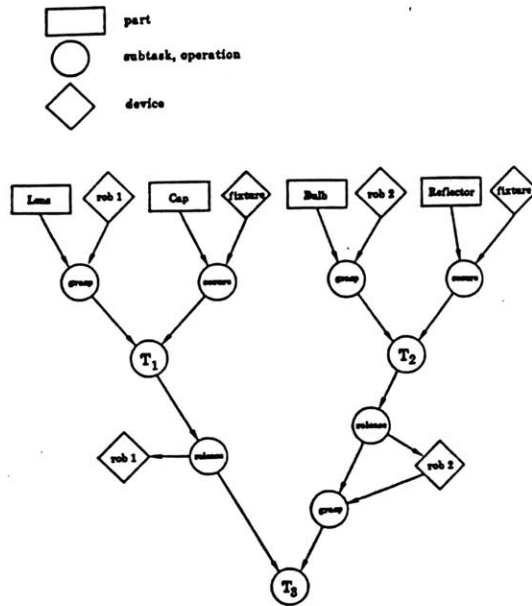 part
subtask, operation
device
Lens rob 1 Cap fixture Bulb rob 2 Reflector fixture
grasp secure grasp secure
T1 T2
release
rob 1 release rob 2
grasp
T3